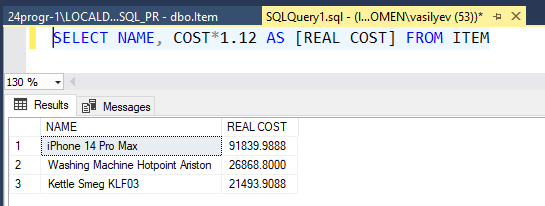 24progr-1\LOCALD...SQL_PR - dbo.Item
SQLQuery1.sql - (l...OMEN\vasilyev (53))*
SELECT NAME, COST*1.12 AS [REAL COST] FROM ITEM
130 %
Results Messages
NAME REAL COST
1 iPhone 14 Pro Max 91839.9888
2 Washing Machine Hotpoint Ariston 26868.8000
3 Kettle Smeg KLF03 21493.9088